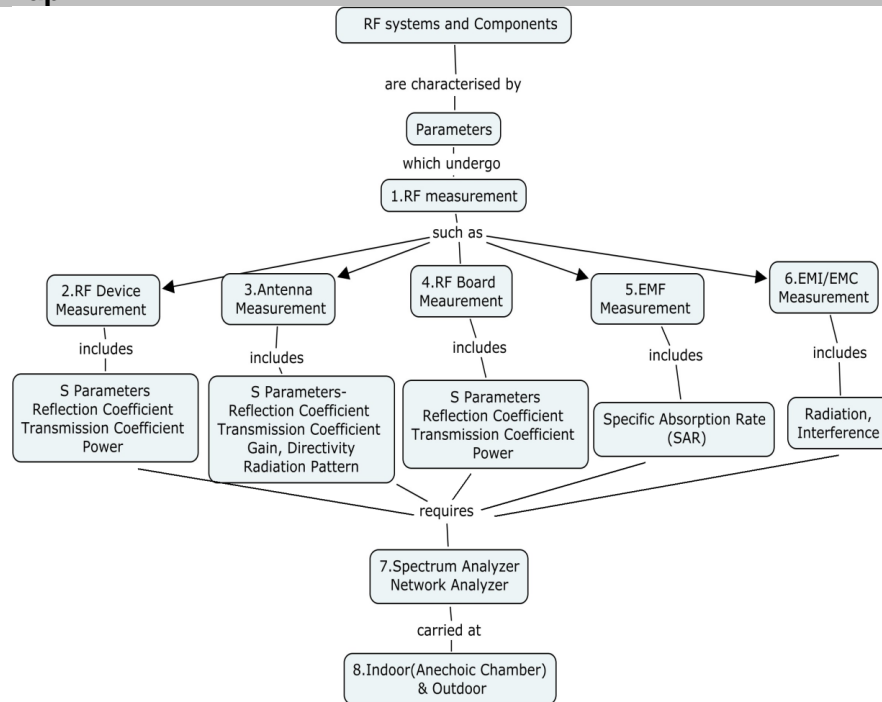 RF systems and Components
are characterised by
Parameters
which undergo
1.RF measurement
such as
2.RF Device
Measurement
3.Antenna
Measurement
4.RF Board
Meaurement
5.EMF
Measurement
6.EMI/EMC
Measurement
includes
includes
includes
includes
includes
S Parameters
Reflection Coefficient
Transmission Coefficient
Power
S Parameters-
Reflection Coefficient
Transmission Coefficient
Gain, Directivity
Radiation Pattern
S Parameters
Reflection Coefficient
Transmission Coefficient
Power
Specific Absorption Rate
(SAR)
Radiation,
Interference
requires
7.Spectrum Analyzer
Network Analyzer
carried at
8.Indoor(Anechoic Chamber)
& Outdoor